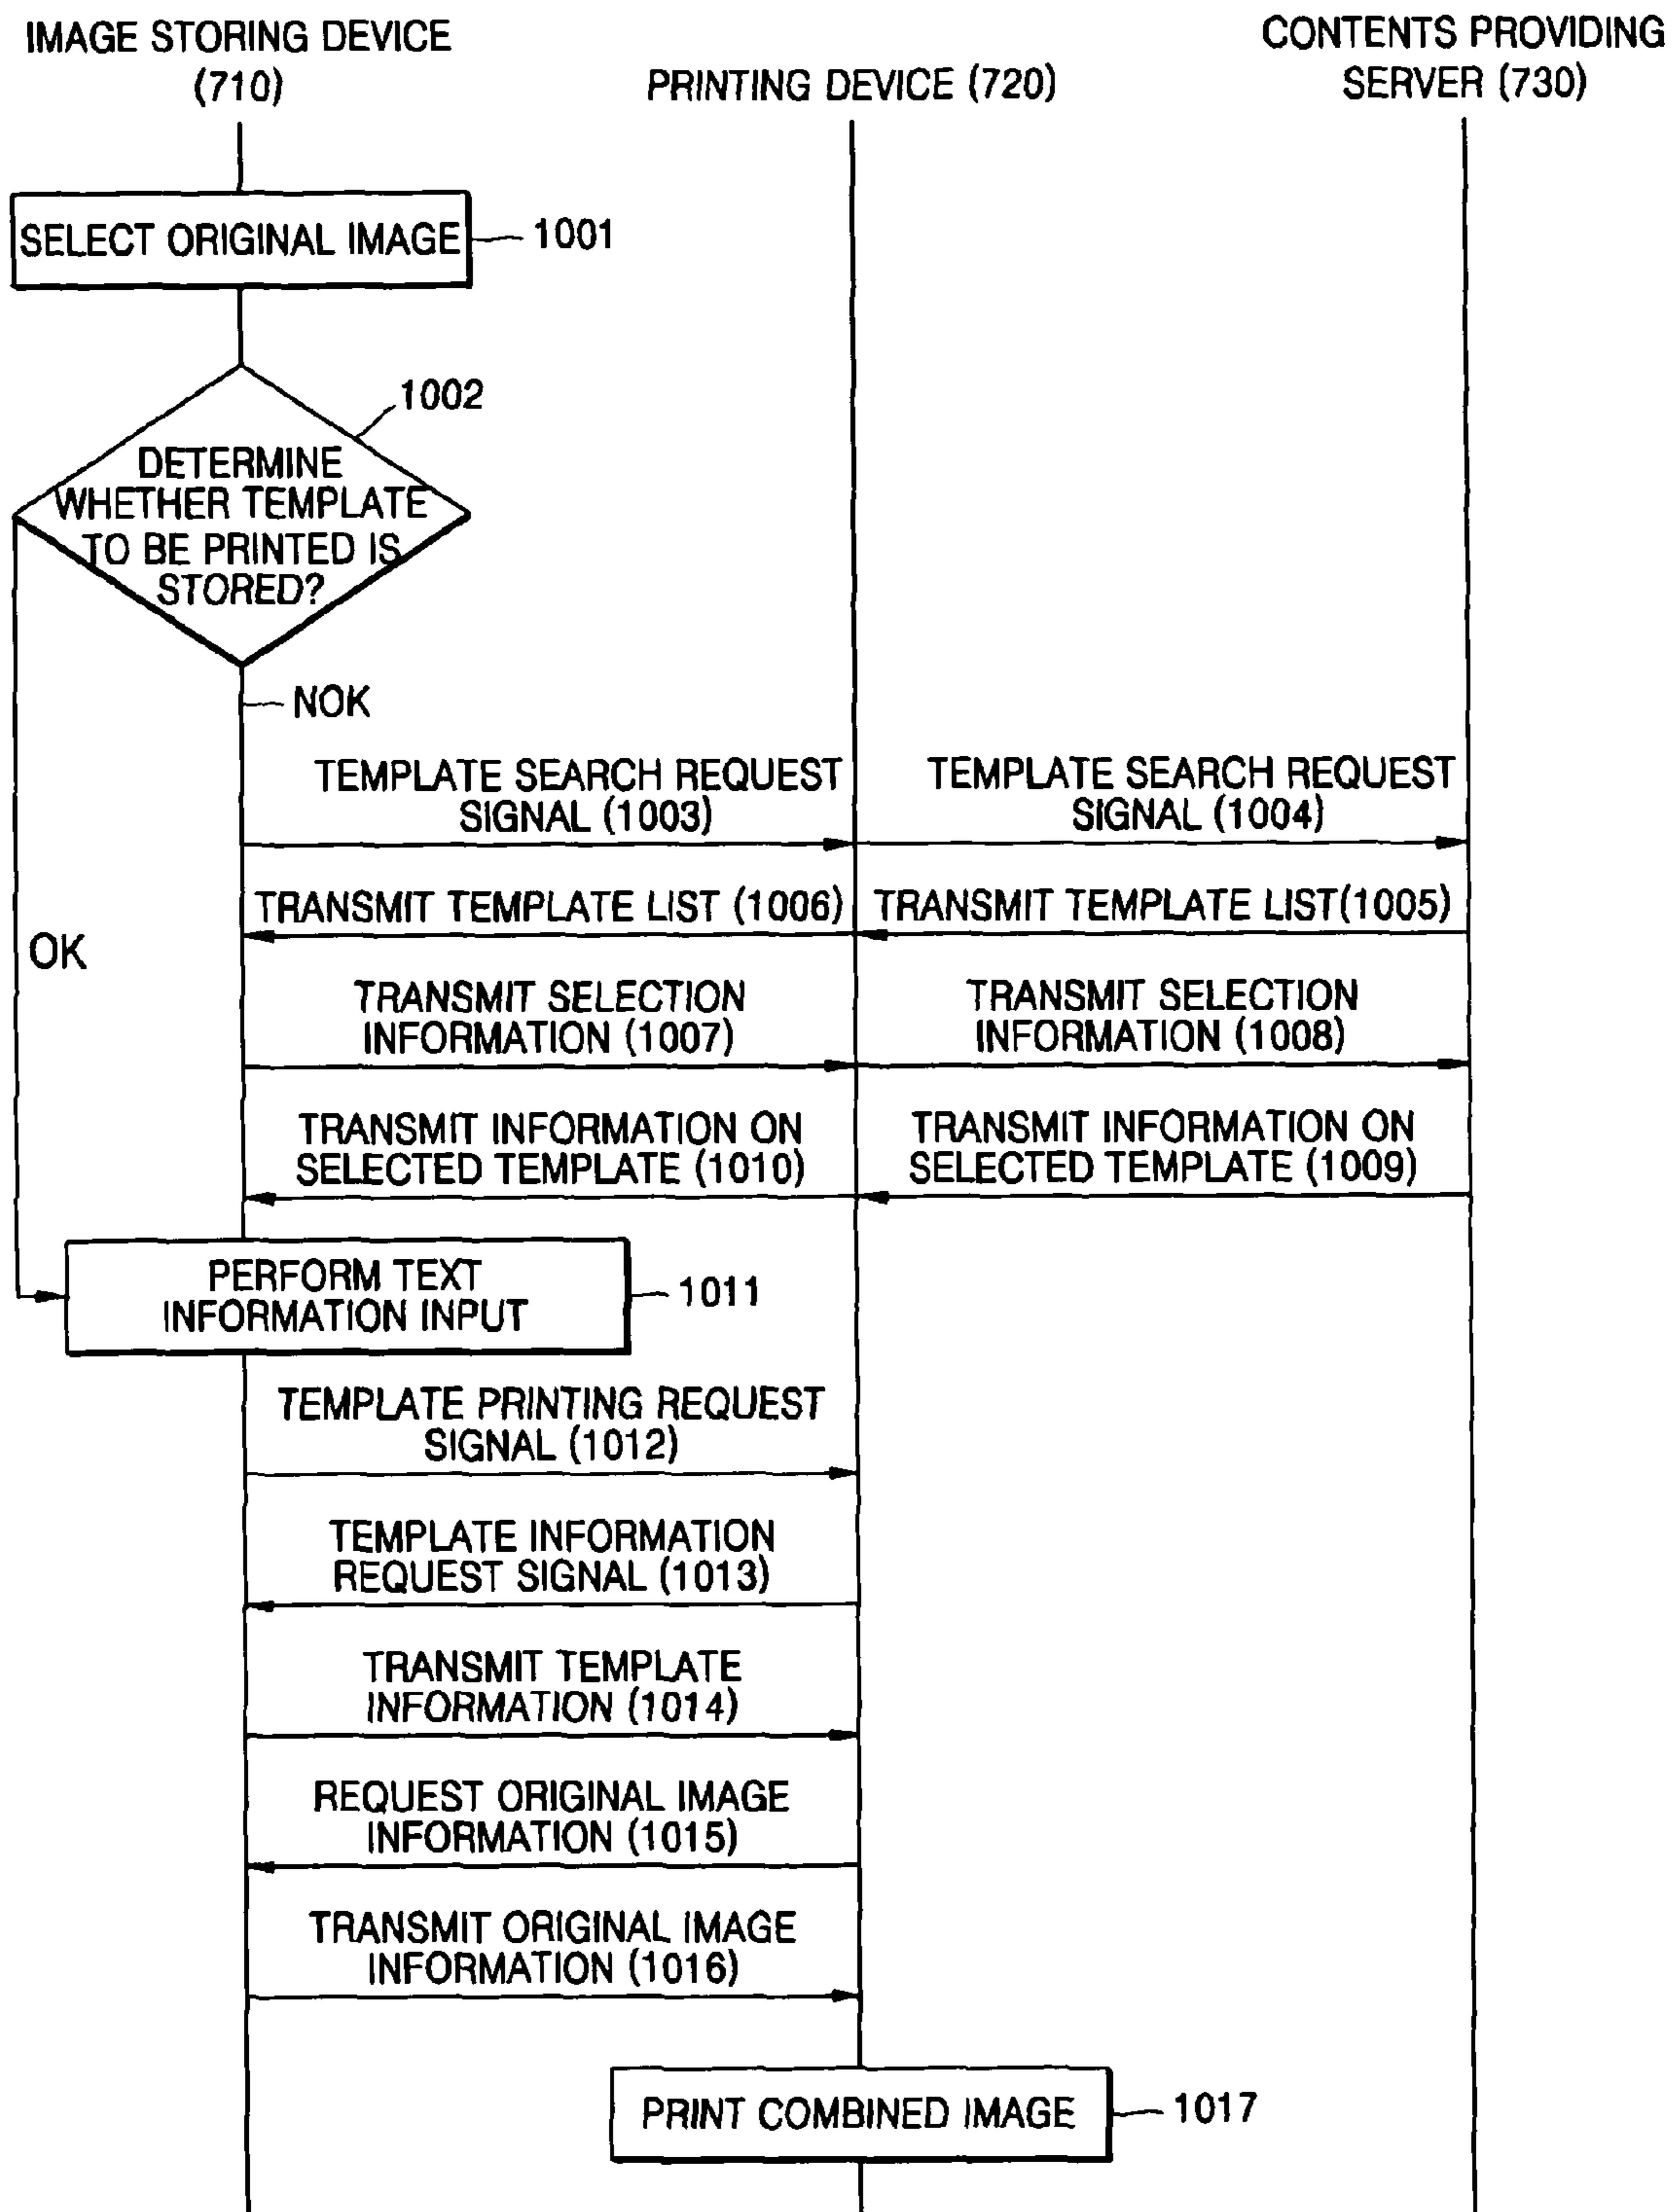 IMAGE STORING DEVICE
(710)
PRINTING DEVICE (720)
CONTENTS PROVIDING
SERVER (730)
SELECT ORIGINAL IMAGE
1001
1002
DETERMINE
WHETHER TEMPLATE
TO BE PRINTED IS
STORED?
NOK
OK
TEMPLATE SEARCH REQUEST
SIGNAL (1003)
TEMPLATE SEARCH REQUEST
SIGNAL (1004)
TRANSMIT TEMPLATE LIST (1006)
TRANSMIT TEMPLATE LIST(1005)
TRANSMIT SELECTION
INFORMATION (1007)
TRANSMIT SELECTION
INFORMATION (1008)
TRANSMIT INFORMATION ON
SELECTED TEMPLATE (1010)
TRANSMIT INFORMATION ON
SELECTED TEMPLATE (1009)
PERFORM TEXT
INFORMATION INPUT
1011
TEMPLATE PRINTING REQUEST
SIGNAL (1012)
TEMPLATE INFORMATION
REQUEST SIGNAL (1013)
TRANSMIT TEMPLATE
INFORMATION (1014)
REQUEST ORIGINAL IMAGE
INFORMATION (1015)
TRANSMIT ORIGINAL IMAGE
INFORMATION (1016)
PRINT COMBINED IMAGE
1017